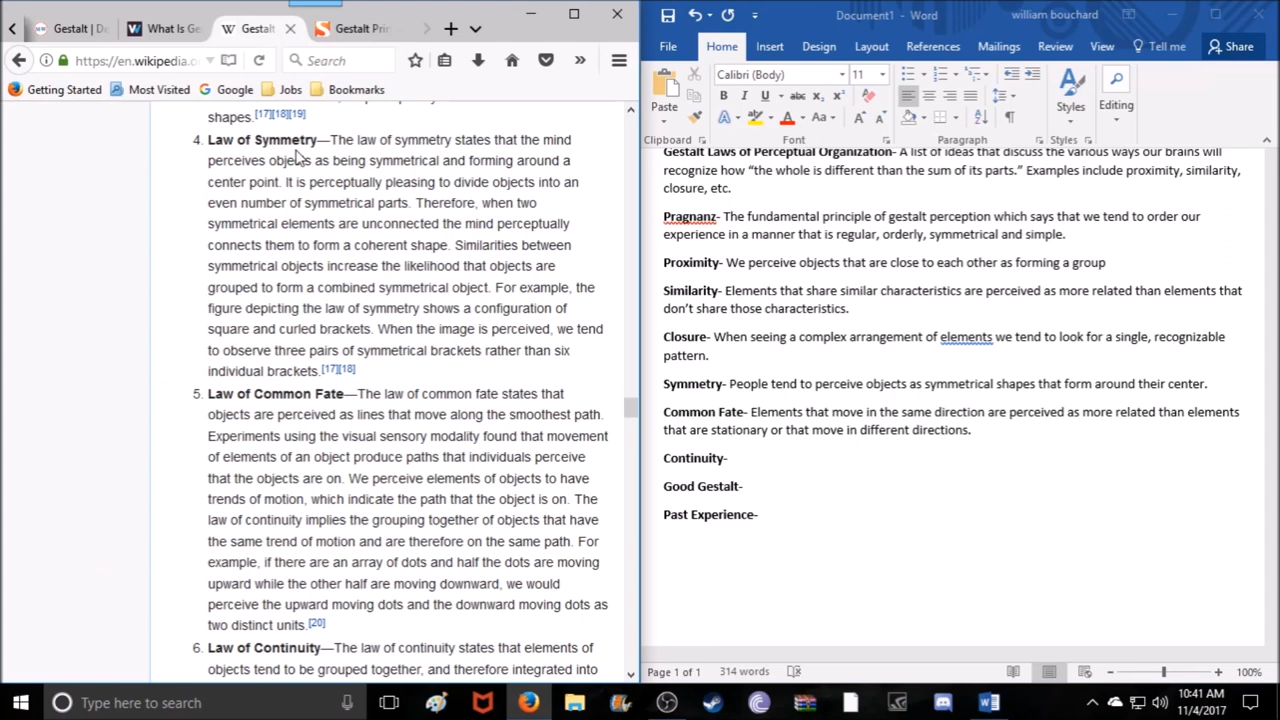 Gestalt | De
What Is Ge
Gestalt
Gestalt Prin
https://en.wikipedia.o
Search
Getting Started
Most Visited
Google
Jobs
Bookmarks
shapes.[17][18][19]
4. Law of Symmetry—The law of symmetry states that the mind
perceives objects as being symmetrical and forming around a
center point. It is perceptually pleasing to divide objects into an
even number of symmetrical parts. Therefore, when two
symmetrical elements are unconnected the mind perceptually
connects them to form a coherent shape. Similarities between
symmetrical objects increase the likelihood that objects are
grouped to form a combined symmetrical object. For example, the
figure depicting the law of symmetry shows a configuration of
square and curled brackets. When the image is perceived, we tend
to observe three pairs of symmetrical brackets rather than six
individual brackets.[17][18]
5. Law of Common Fate—The law of common fate states that
objects are perceived as lines that move along the smoothest path.
Experiments using the visual sensory modality found that movement
of elements of an object produce paths that individuals perceive
that the objects are on. We perceive elements of objects to have
trends of motion, which indicate the path that the object is on. The
law of continuity implies the grouping together of objects that have
the same trend of motion and are therefore on the same path. For
example, if there are an array of dots and half the dots are moving
upward while the other half are moving downward, we would
perceive the upward moving dots and the downward moving dots as
two distinct units.[20]
6. Law of Continuity—The law of continuity states that elements of
objects tend to be grouped together, and therefore integrated into
Document1 - Word
william bouchard
File Home Insert Design Layout References Mailings Review View Tell me Share
Calibri (Body) 11
B I U abc x₂ x²
A A Aa A A
Paste
Styles
Editing
Clipboard
Font
Paragraph
Styles
Gestalt Laws of Perceptual Organization- A list of ideas that discuss the various ways our brains will
recognize how “the whole is different than the sum of its parts.” Examples include proximity, similarity,
closure, etc.
Pragnanz- The fundamental principle of gestalt perception which says that we tend to order our
experience in a manner that is regular, orderly, symmetrical and simple.
Proximity- We perceive objects that are close to each other as forming a group
Similarity- Elements that share similar characteristics are perceived as more related than elements that
don’t share those characteristics.
Closure- When seeing a complex arrangement of elements we tend to look for a single, recognizable
pattern.
Symmetry- People tend to perceive objects as symmetrical shapes that form around their center.
Common Fate- Elements that move in the same direction are perceived as more related than elements
that are stationary or that move in different directions.
Continuity-
Good Gestalt-
Past Experience-
Page 1 of 1 314 words
100%
Type here to search
10:41 AM
11/4/2017